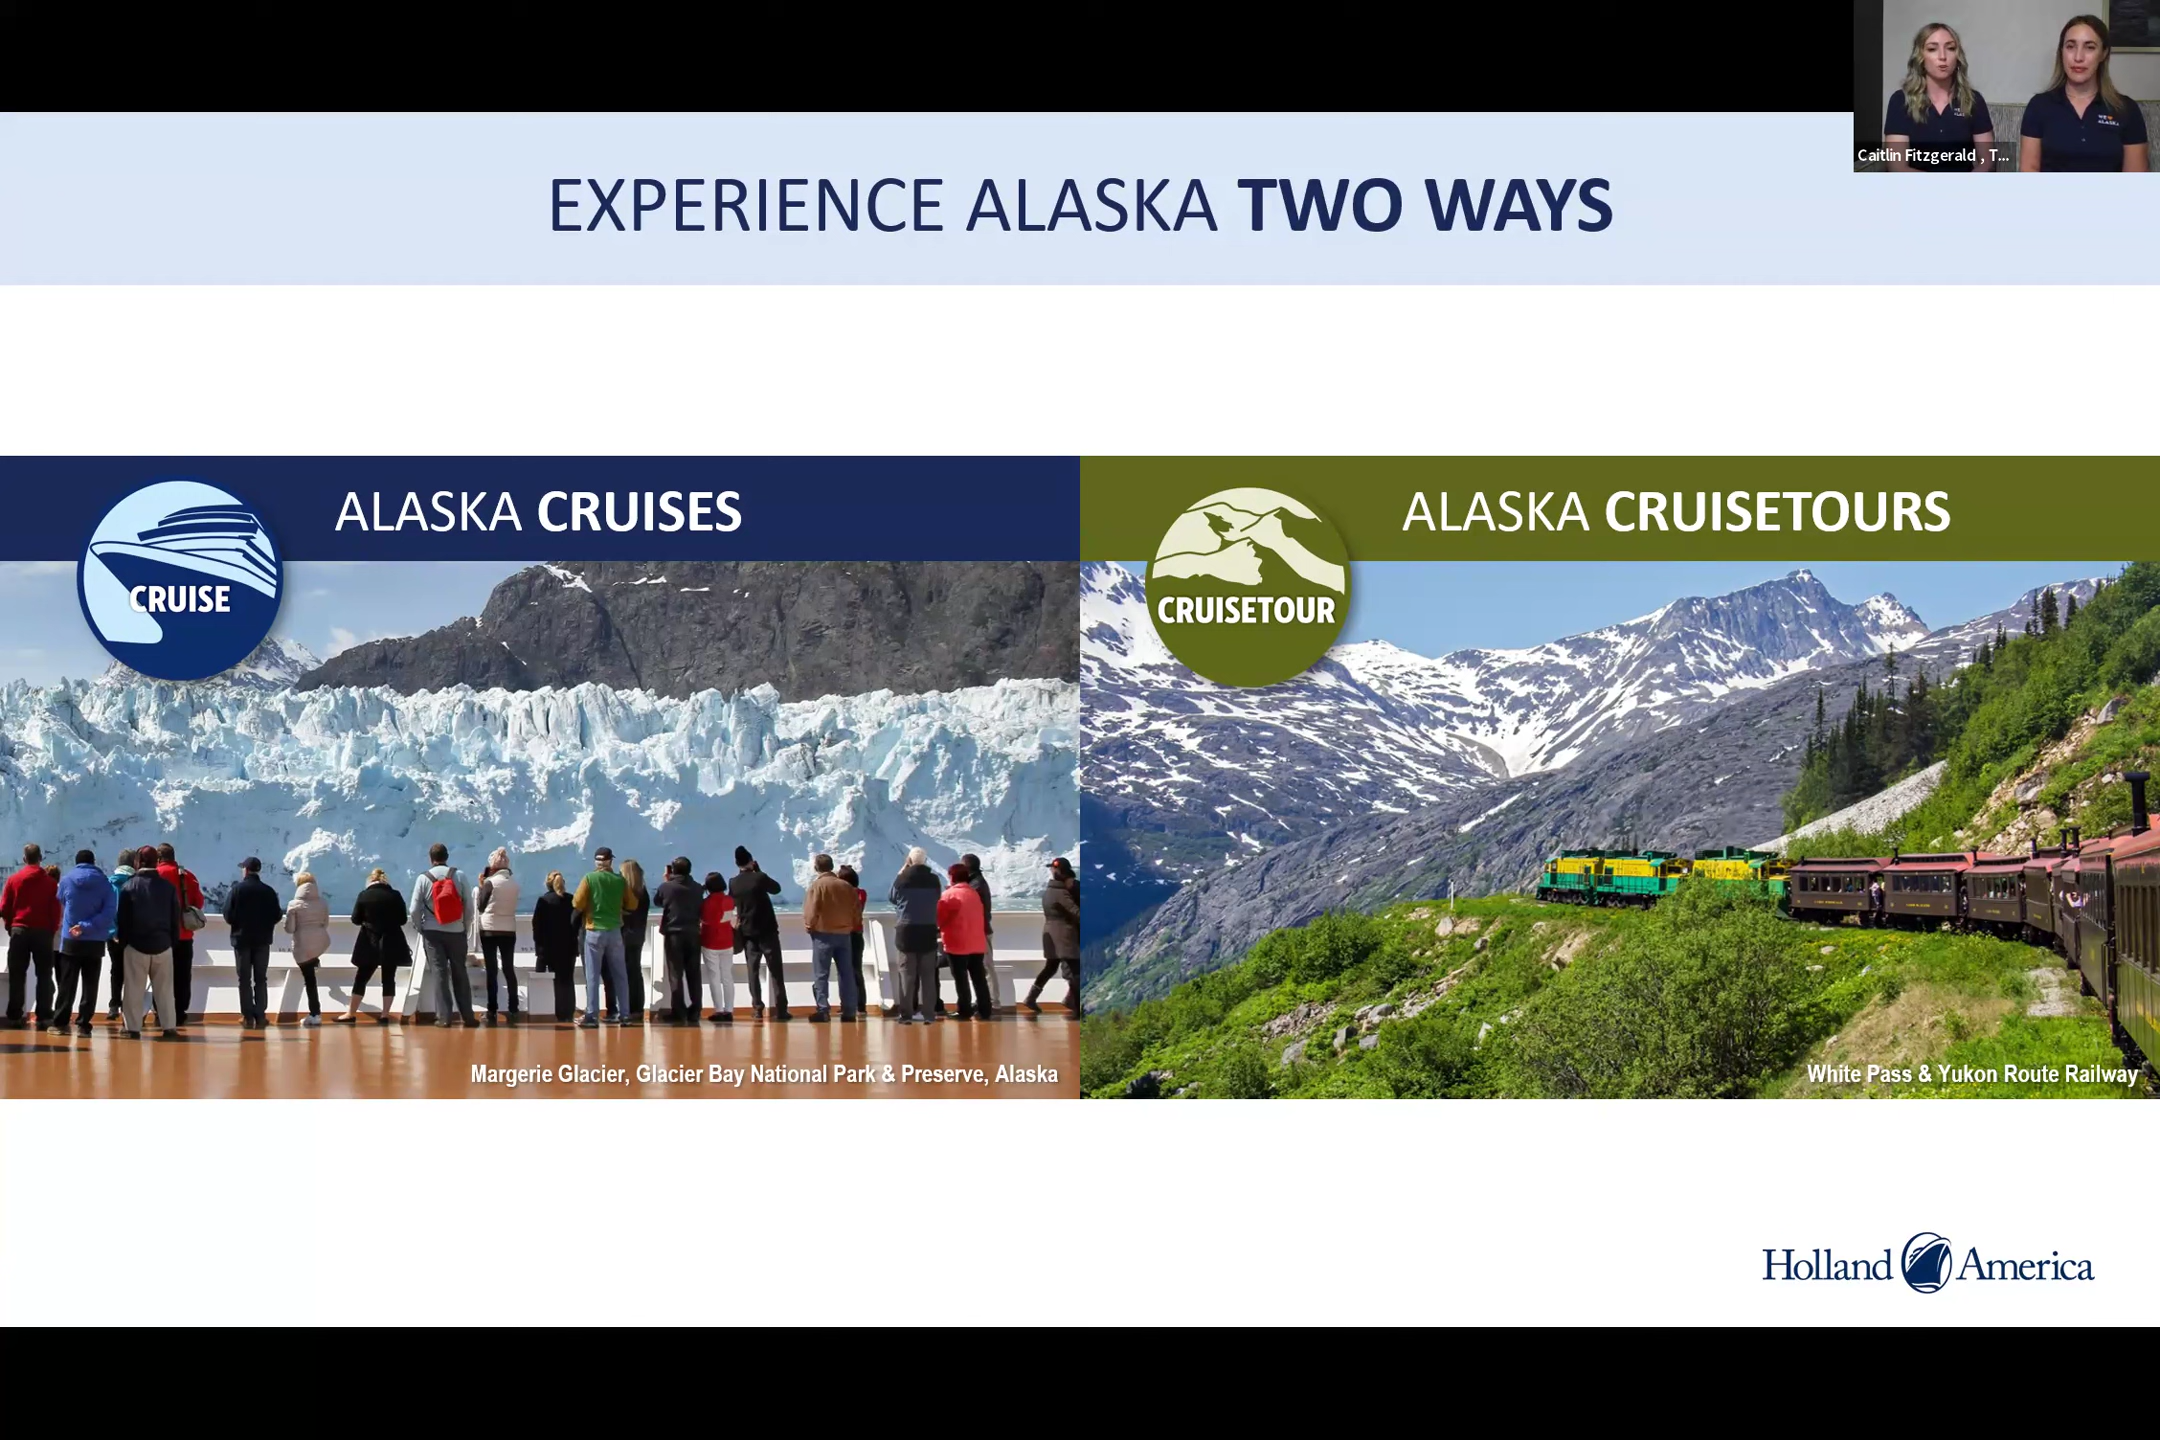 Caitlin Fitzgerald , T...
EXPERIENCE ALASKA TWO WAYS
ALASKA CRUISES
CRUISE
Margerie Glacier, Glacier Bay National Park & Preserve, Alaska
ALASKA CRUISETOURS
CRUISETOUR
White Pass & Yukon Route Railway
Holland America